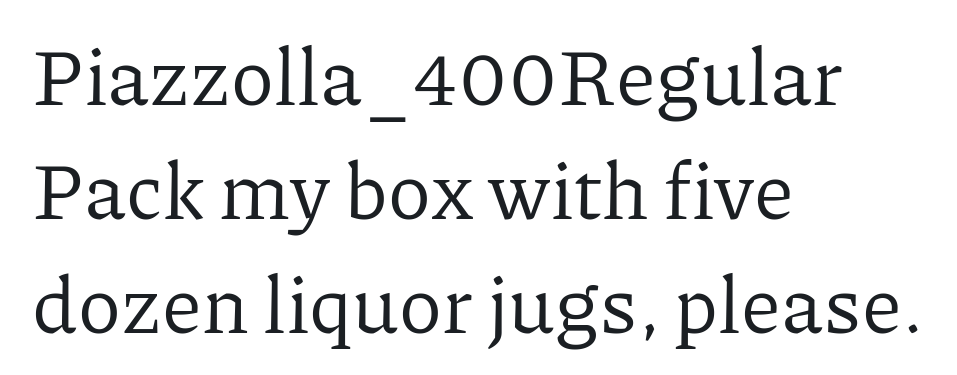 Piazzolla_400Regular
Pack my box with five
dozen liquor jugs, please.